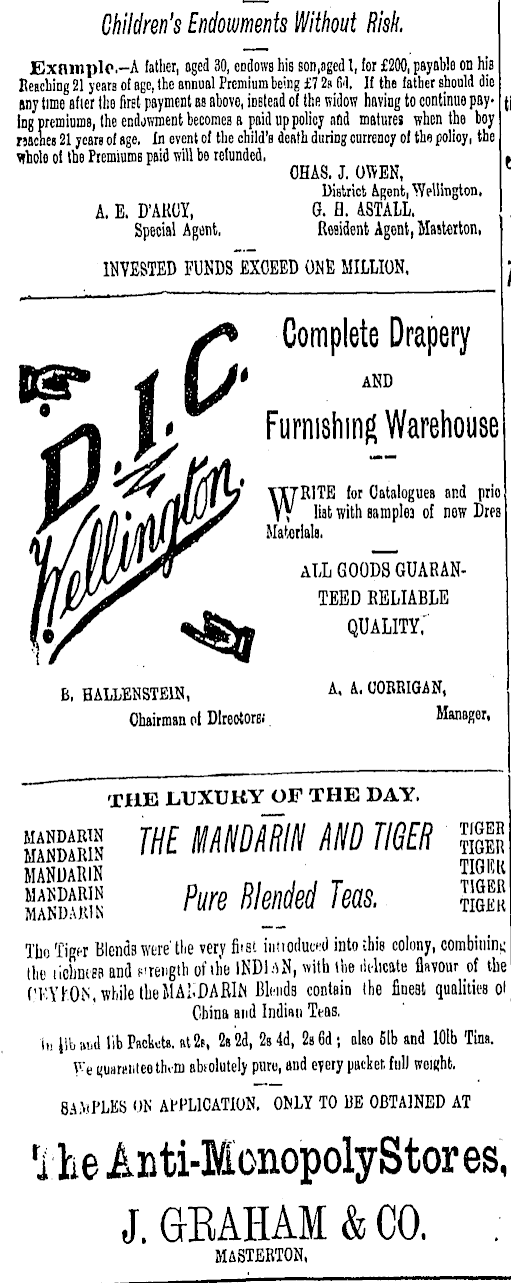 Children's Endowments Without Risk.
Example.—A father, aged 30, endows his son, aged 1, for £200, payable on his
Reaching 21 years of age, the annual Premium being £7 2s 6d. If the father should die
any time after the first payment as above, instead of the widow having to continue pay-
ing premiums, the endowment becomes a paid up policy and matures when the boy
reaches 21 years of age. In event of the child's death during currency of the policy, the
whole of the Premiums paid will be refunded.
CHAS. J. OWEN,
District Agent, Wellington.
A. E. D'ARCY,
Special Agent.
G. H. ASTALL.
Resident Agent, Masterton.
INVESTED FUNDS EXCEED ONE MILLION.
D.I.C.
Wellington.
Complete Drapery
AND
Furnishing Warehouse
WRITE for Catalogues and pric
list with samples of new Dres
Materials.
ALL GOODS GUARAN-
TEED RELIABLE
QUALITY.
B. HALLENSTEIN,
Chairman of Directors.
A. A. CORRIGAN,
Manager.
THE LUXURY OF THE DAY.
MANDARIN
MANDARIN
MANDARIN
MANDARIN
MANDARIN
THE MANDARIN AND TIGER
Pure Blended Teas.
TIGER
TIGER
TIGER
TIGER
TIGER
The Tiger Blends were the very first introduced into this colony, combining
the richness and strength of the INDIAN, with the delicate flavour of the
CEYLON, while the MANDARIN Blends contain the finest qualities of
China and Indian Teas.
In ½lb and 1lb Packets, at 2s, 2s 2d, 2s 4d, 2s 6d; also 5lb and 10lb Tins.
We guarantee them absolutely pure, and every packet full weight.
SAMPLES ON APPLICATION. ONLY TO BE OBTAINED AT
The Anti-Monopoly Stores,
J. GRAHAM & CO.
MASTERTON.